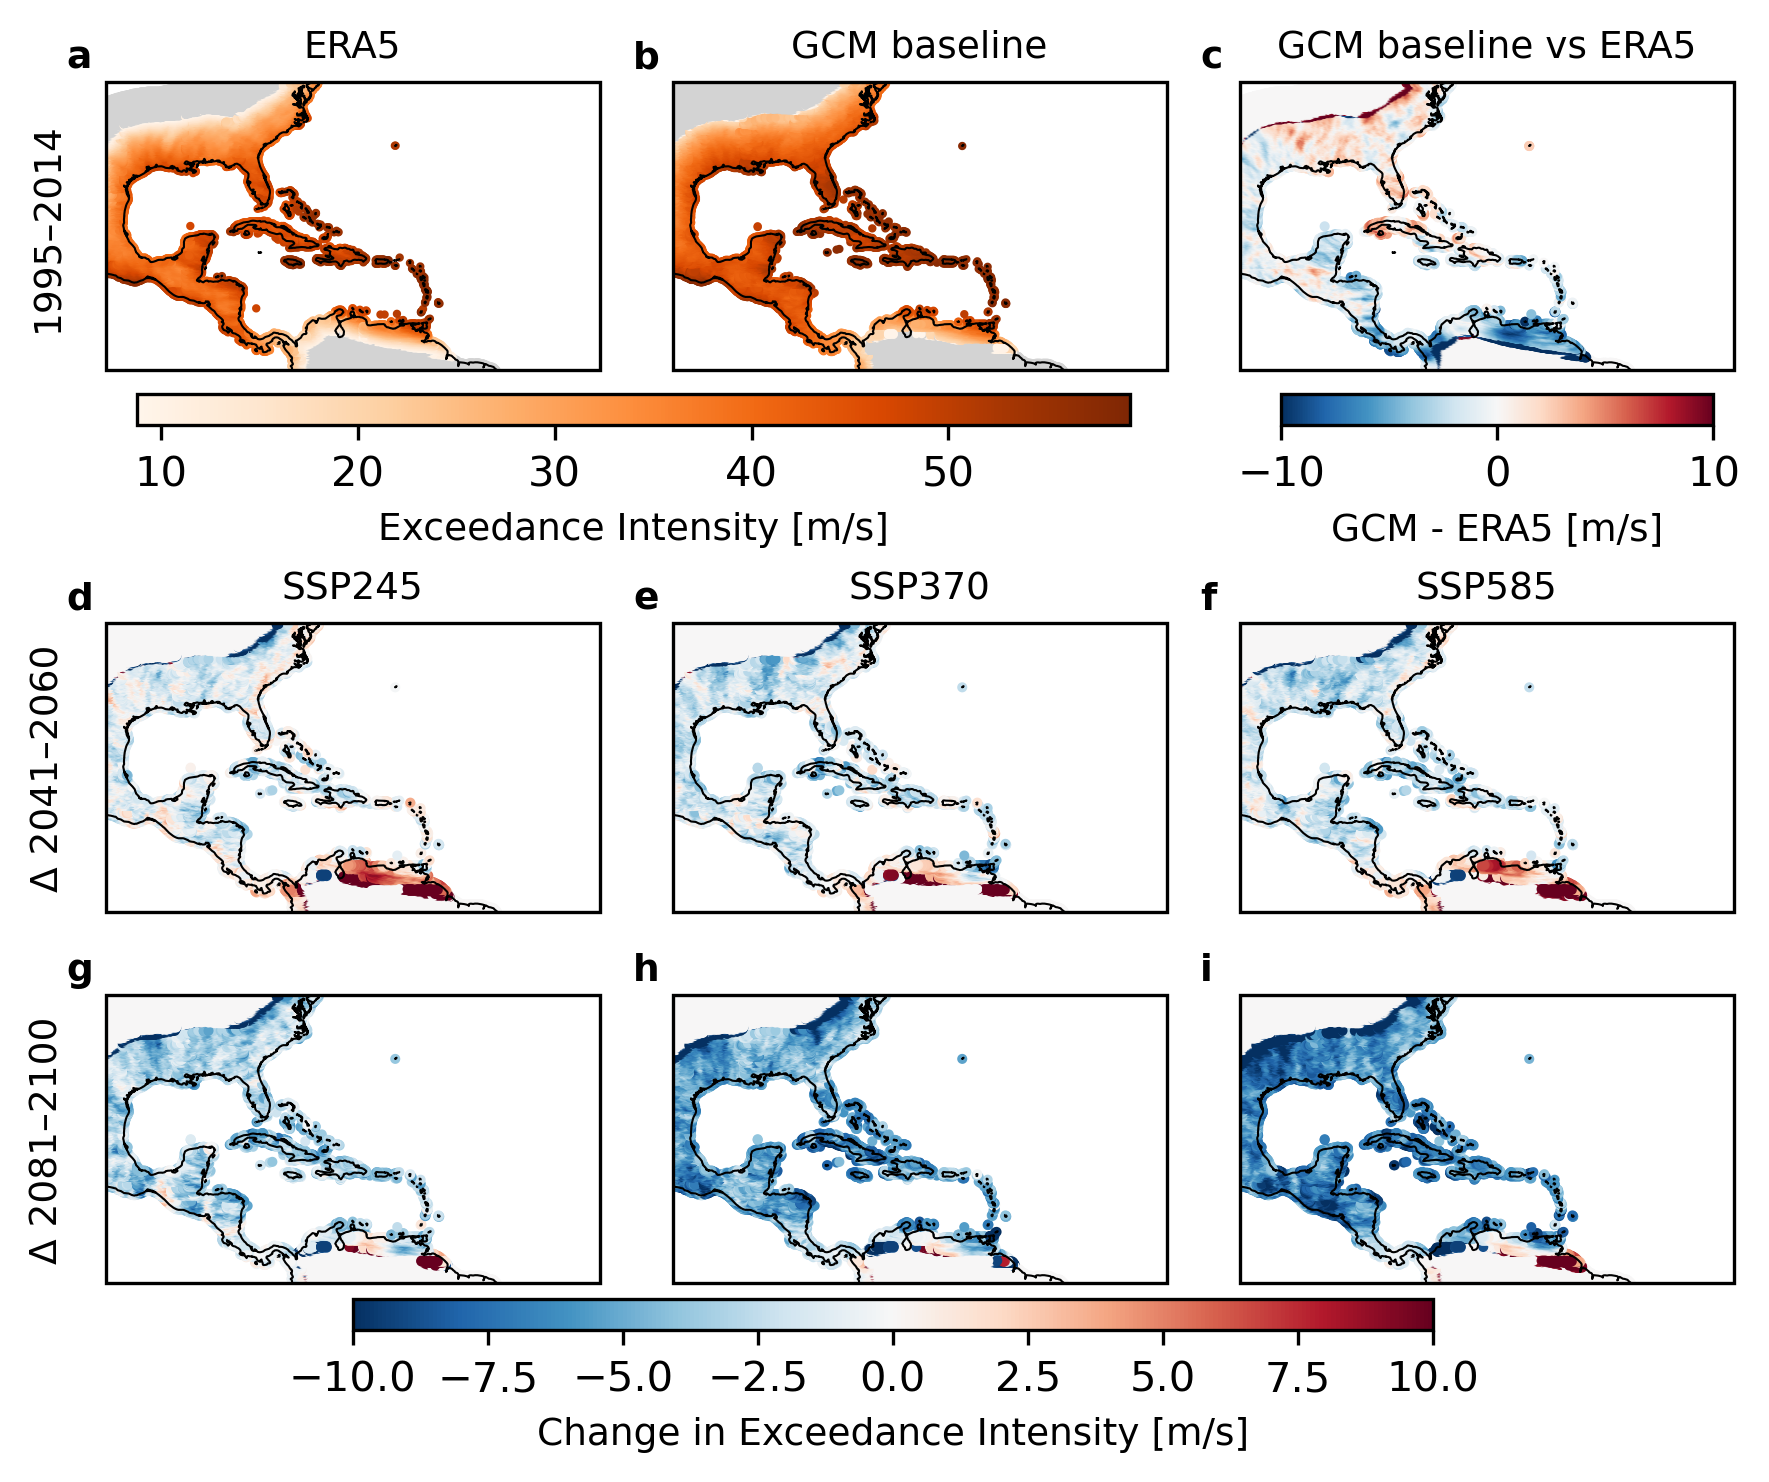 a ERA5
b GCM baseline
c GCM baseline vs ERA5
1995–2014
10 20 30 40 50
Exceedance Intensity [m/s]
−10 0 10
GCM - ERA5 [m/s]
d SSP245
e SSP370
f SSP585
Δ 2041–2060
g
h
i
Δ 2081–2100
−10.0 −7.5 −5.0 −2.5 0.0 2.5 5.0 7.5 10.0
Change in Exceedance Intensity [m/s]